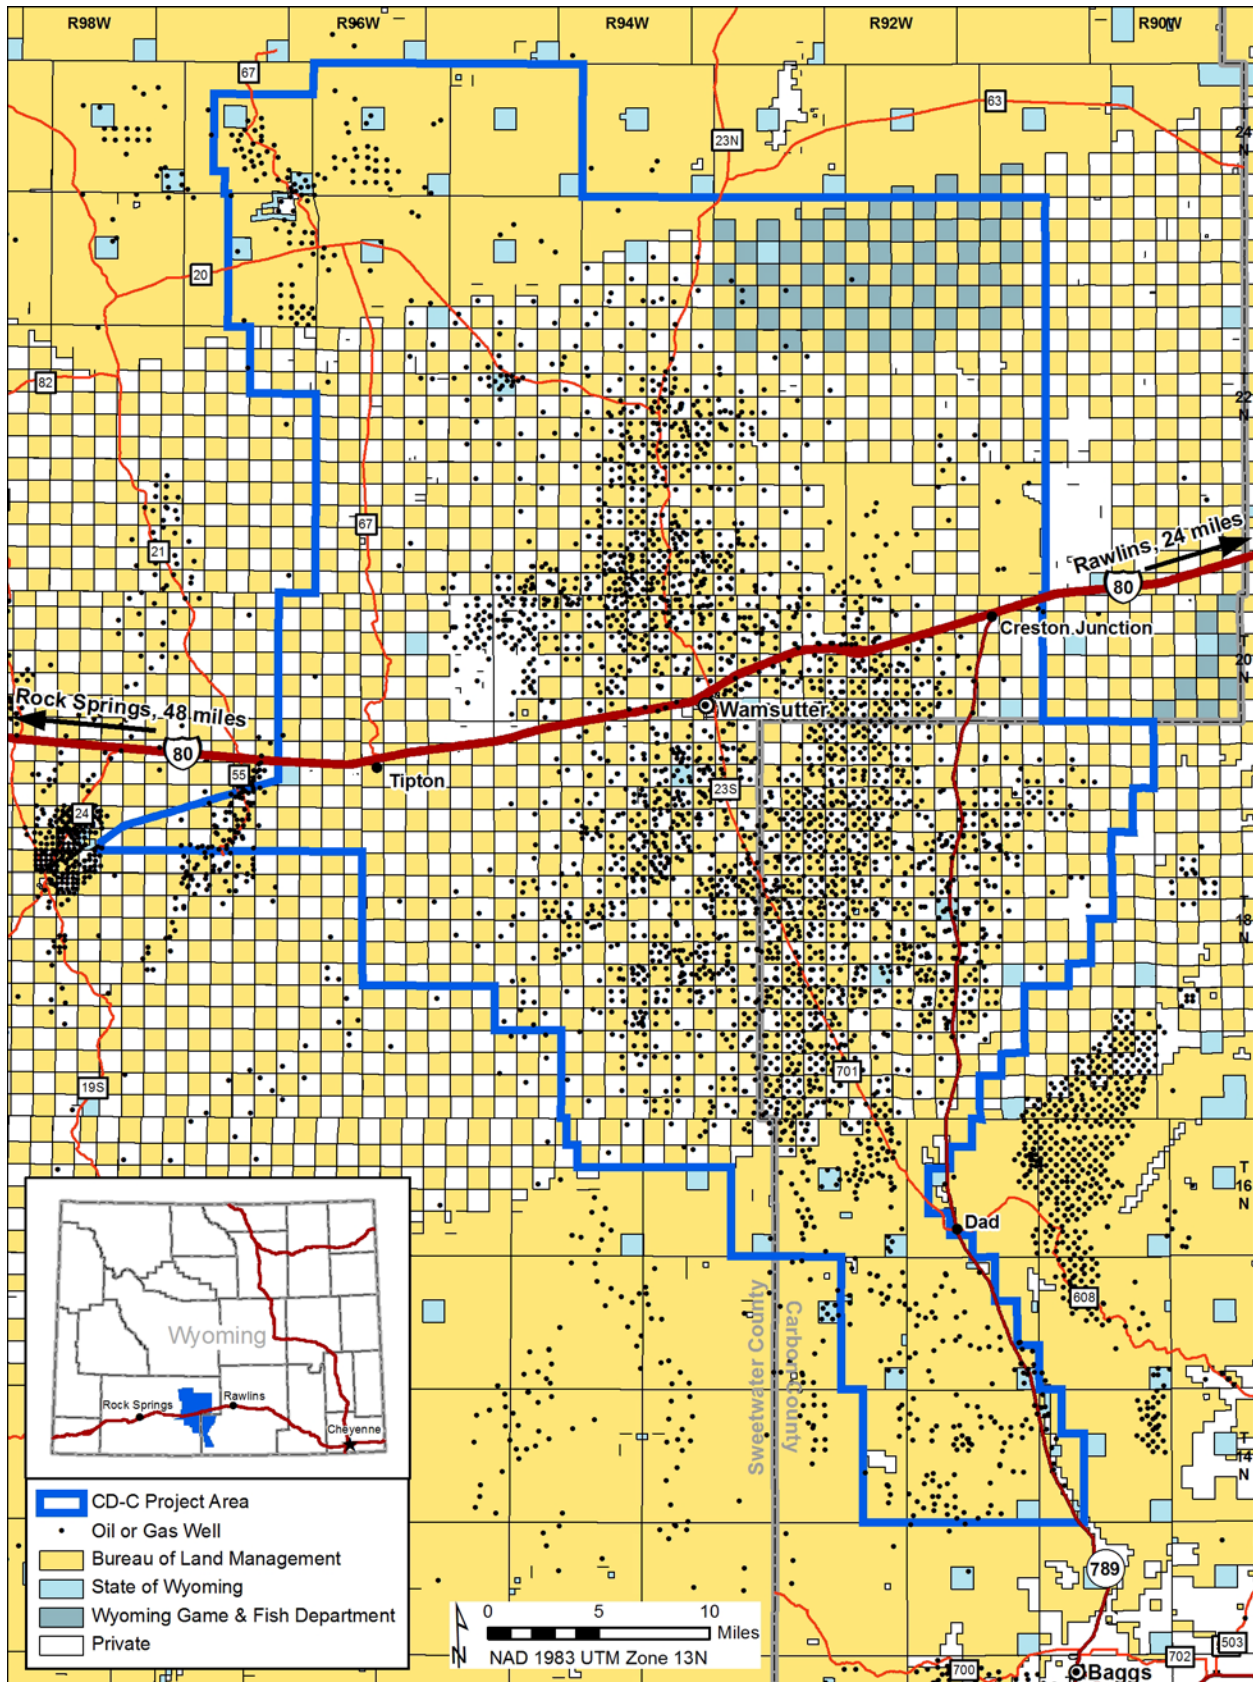 R98W
R96W
R94W
R92W
R90W
67
63
23N
24
N
20
82
22
N
67
21
Rawlins, 24 miles
80
Creston Junction
T
20
N
Rock Springs, 48 miles
80
Wamsutter
55
Tipton
23S
24
18
N
701
19S
T
16
N
Dad
608
Sweetwater County
Carbon County
Wyoming
Rock Springs
Rawlins
Cheyenne
T
14
N
CD-C Project Area
Oil or Gas Well
Bureau of Land Management
State of Wyoming
Wyoming Game & Fish Department
Private
0 5 10
Miles
N
NAD 1983 UTM Zone 13N
789
503
702
700
Baggs